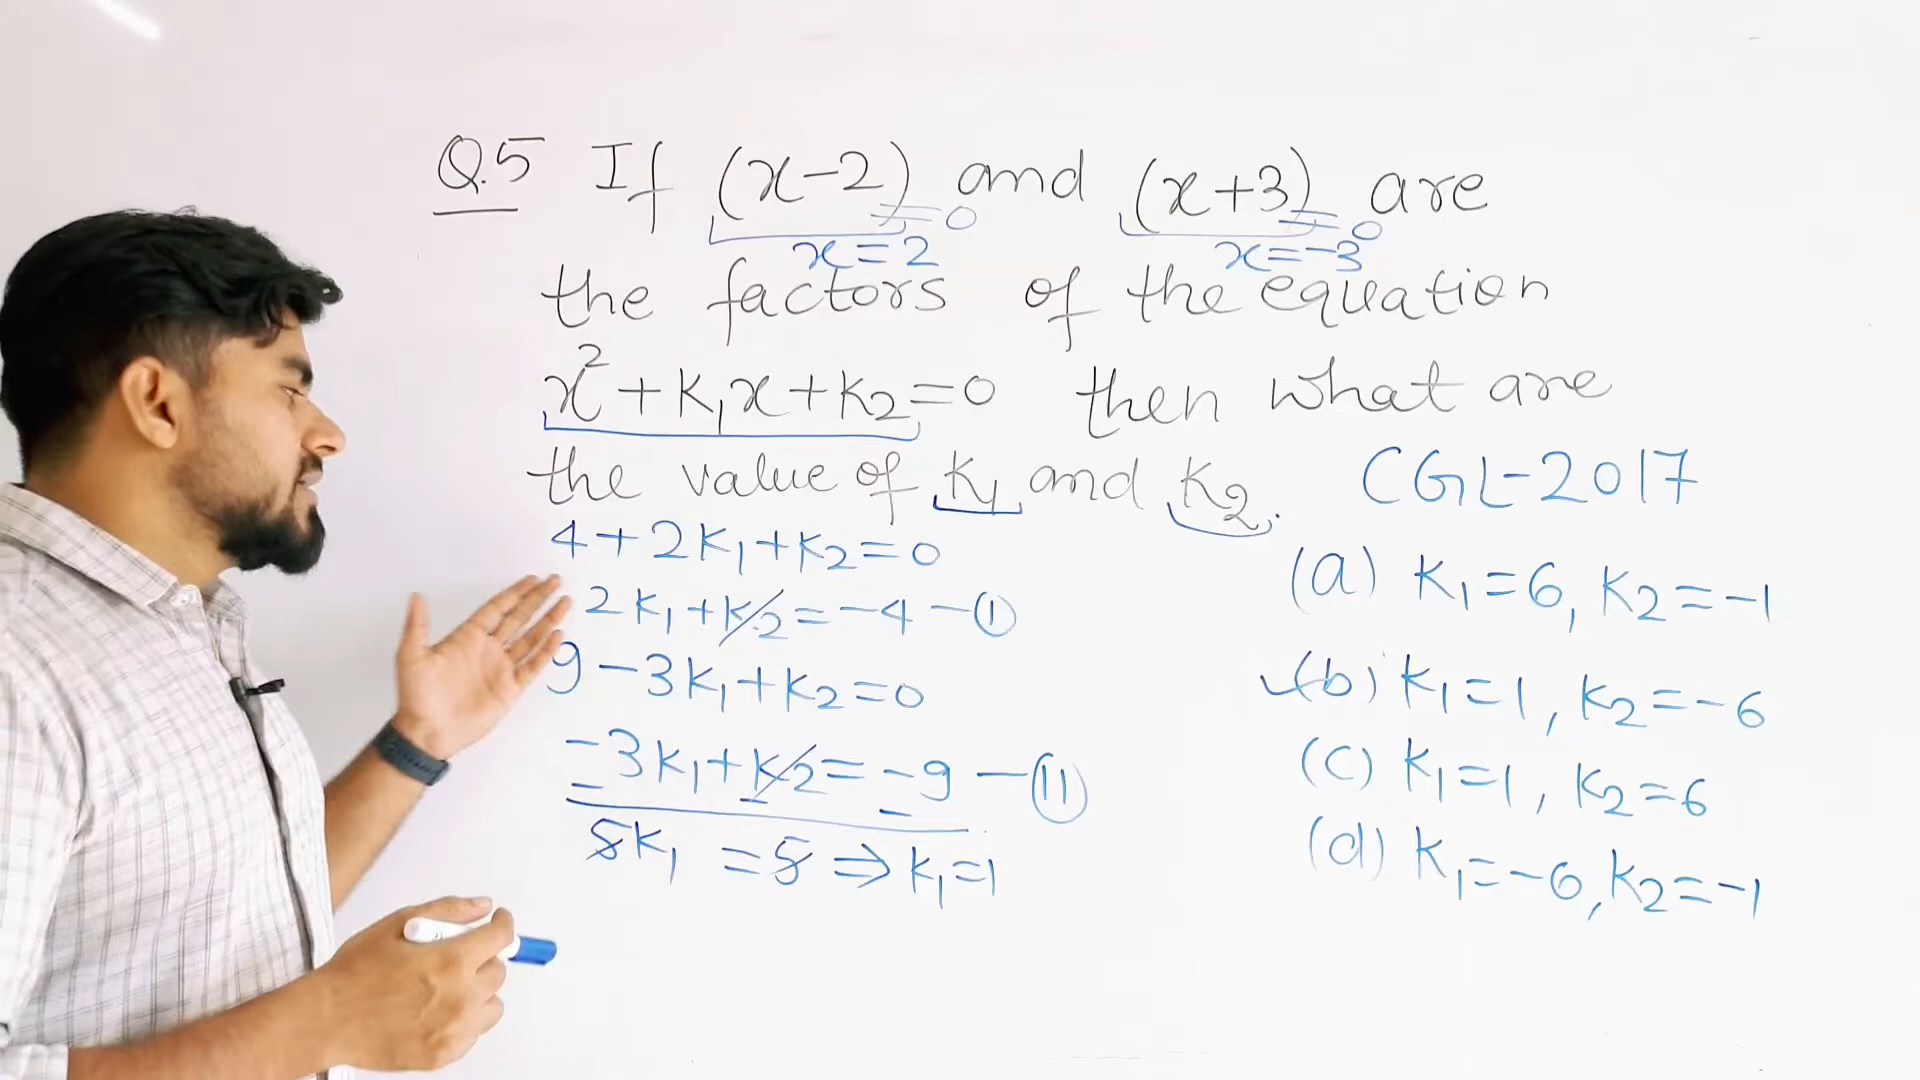 Q.5 If (x-2) and (x+3) are
=0 =0
x=2 x=-3
the factors of the equation
x²+K₁x+K₂=0 then what are
the value of K₁ and K₂.
CGL-2017
4+2K₁+K₂=0
2K₁+K₂=-4 -①
9-3K₁+K₂=0
-3K₁+K₂=-9 -⑪
- - -
5K₁ =5 ⇒ K₁=1
(a) K₁=6, K₂=-1
✓(b) K₁=1, K₂=-6
(c) K₁=1, K₂=6
(d) K₁=-6, K₂=-1